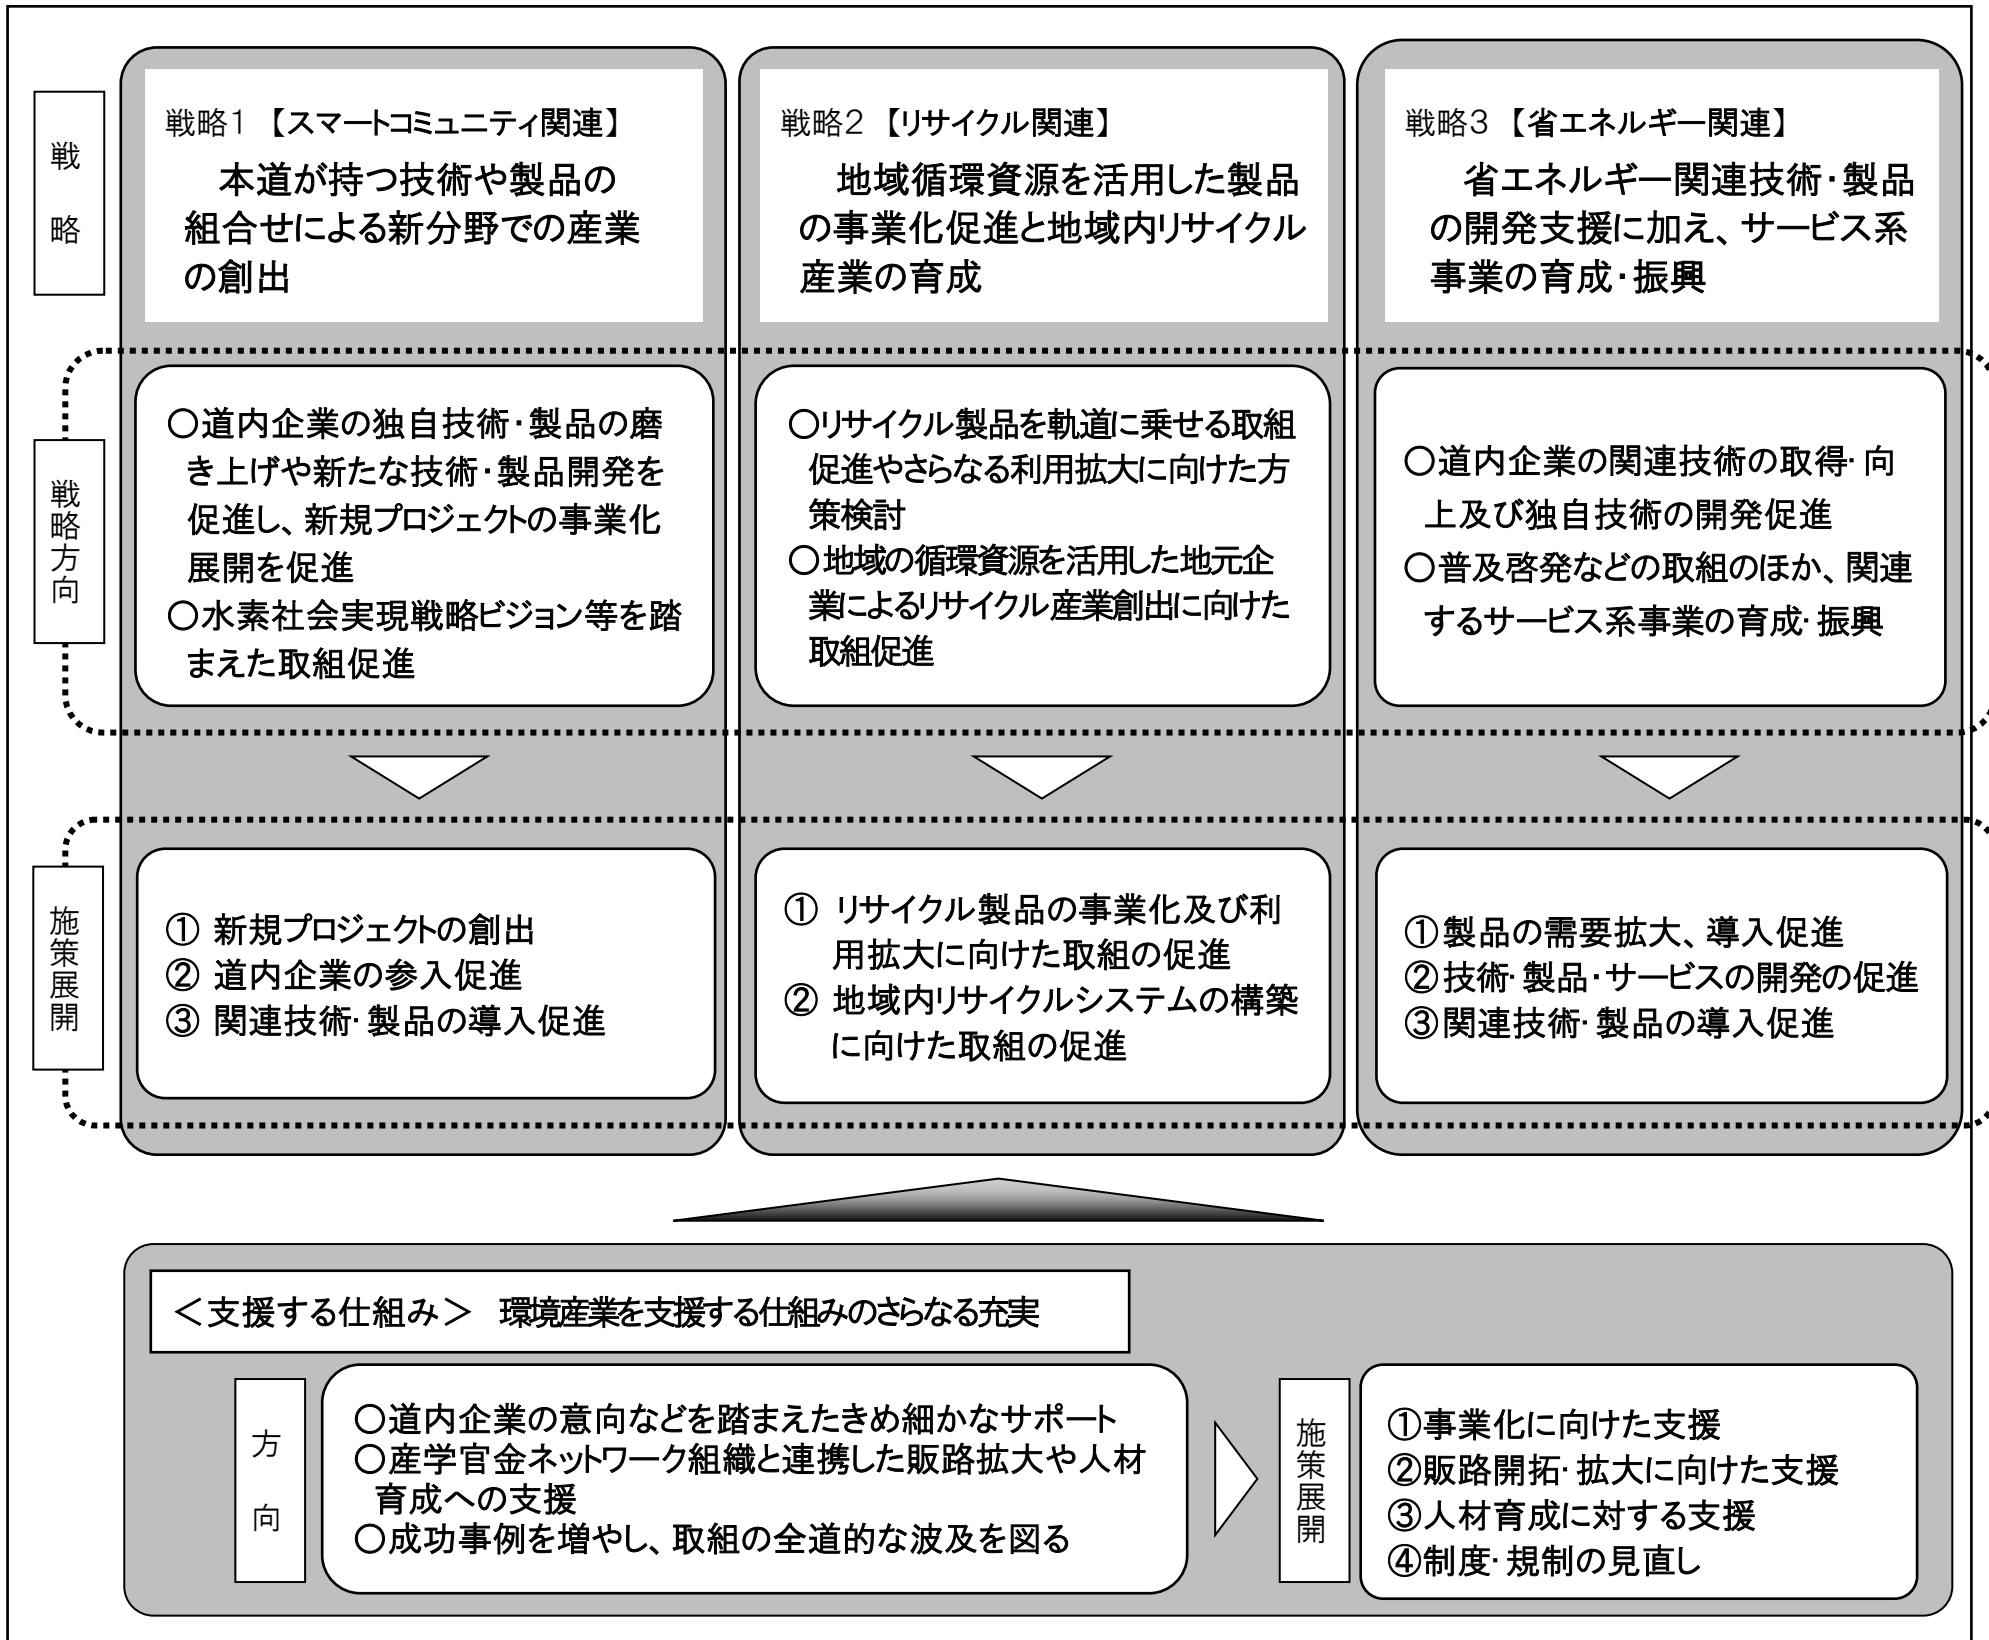 戦略
戦略1 【スマートコミュニティ関連】
本道が持つ技術や製品の
組合せによる新分野での産業
の創出
戦略2 【リサイクル関連】
地域循環資源を活用した製品
の事業化促進と地域内リサイクル
産業の育成
戦略3 【省エネルギー関連】
省エネルギー関連技術・製品
の開発支援に加え、サービス系
事業の育成・振興
戦略方向
○道内企業の独自技術・製品の磨
き上げや新たな技術・製品開発を
促進し、新規プロジェクトの事業化
展開を促進
○水素社会実現戦略ビジョン等を踏
まえた取組促進
○リサイクル製品を軌道に乗せる取組
促進やさらなる利用拡大に向けた方
策検討
○地域の循環資源を活用した地元企
業によるリサイクル産業創出に向けた
取組促進
○道内企業の関連技術の取得・向
上及び独自技術の開発促進
○普及啓発などの取組のほか、関連
するサービス系事業の育成・振興
施策展開
① 新規プロジェクトの創出
② 道内企業の参入促進
③ 関連技術・製品の導入促進
① リサイクル製品の事業化及び利
用拡大に向けた取組の促進
② 地域内リサイクルシステムの構築
に向けた取組の促進
①製品の需要拡大、導入促進
②技術・製品・サービスの開発の促進
③関連技術・製品の導入促進
＜支援する仕組み＞ 環境産業を支援する仕組みのさらなる充実
方向
○道内企業の意向などを踏まえたきめ細かなサポート
○産学官金ネットワーク組織と連携した販路拡大や人材
育成への支援
○成功事例を増やし、取組の全道的な波及を図る
施策展開
①事業化に向けた支援
②販路開拓・拡大に向けた支援
③人材育成に対する支援
④制度・規制の見直し